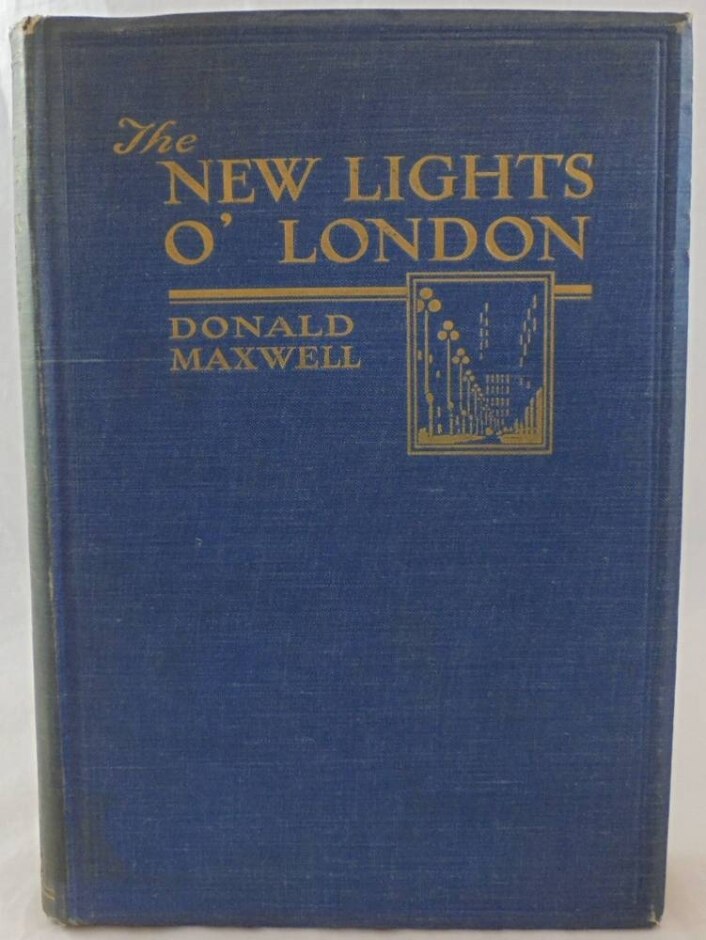 The
NEW LIGHTS
O' LONDON
DONALD
MAXWELL